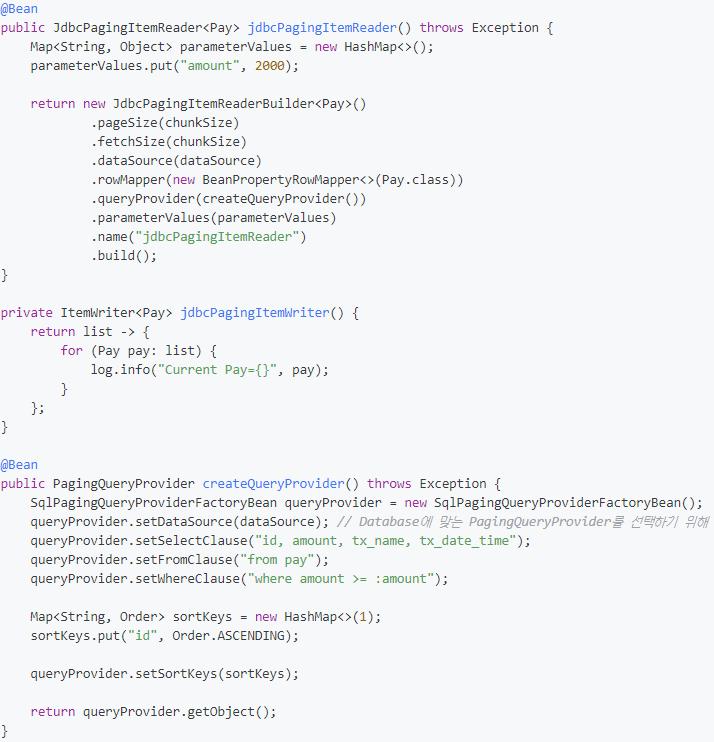 @Bean
public JdbcPagingItemReader<Pay> jdbcPagingItemReader() throws Exception {
    Map<String, Object> parameterValues = new HashMap<>();
    parameterValues.put("amount", 2000);

    return new JdbcPagingItemReaderBuilder<Pay>()
            .pageSize(chunkSize)
            .fetchSize(chunkSize)
            .dataSource(dataSource)
            .rowMapper(new BeanPropertyRowMapper<>(Pay.class))
            .queryProvider(createQueryProvider())
            .parameterValues(parameterValues)
            .name("jdbcPagingItemReader")
            .build();
}

private ItemWriter<Pay> jdbcPagingItemWriter() {
    return list -> {
        for (Pay pay: list) {
            log.info("Current Pay={}", pay);
        }
    };
}

@Bean
public PagingQueryProvider createQueryProvider() throws Exception {
    SqlPagingQueryProviderFactoryBean queryProvider = new SqlPagingQueryProviderFactoryBean();
    queryProvider.setDataSource(dataSource); // Database에 맞는 PagingQueryProvider를 선택하기 위해
    queryProvider.setSelectClause("id, amount, tx_name, tx_date_time");
    queryProvider.setFromClause("from pay");
    queryProvider.setWhereClause("where amount >= :amount");

    Map<String, Order> sortKeys = new HashMap<>(1);
    sortKeys.put("id", Order.ASCENDING);

    queryProvider.setSortKeys(sortKeys);

    return queryProvider.getObject();
}